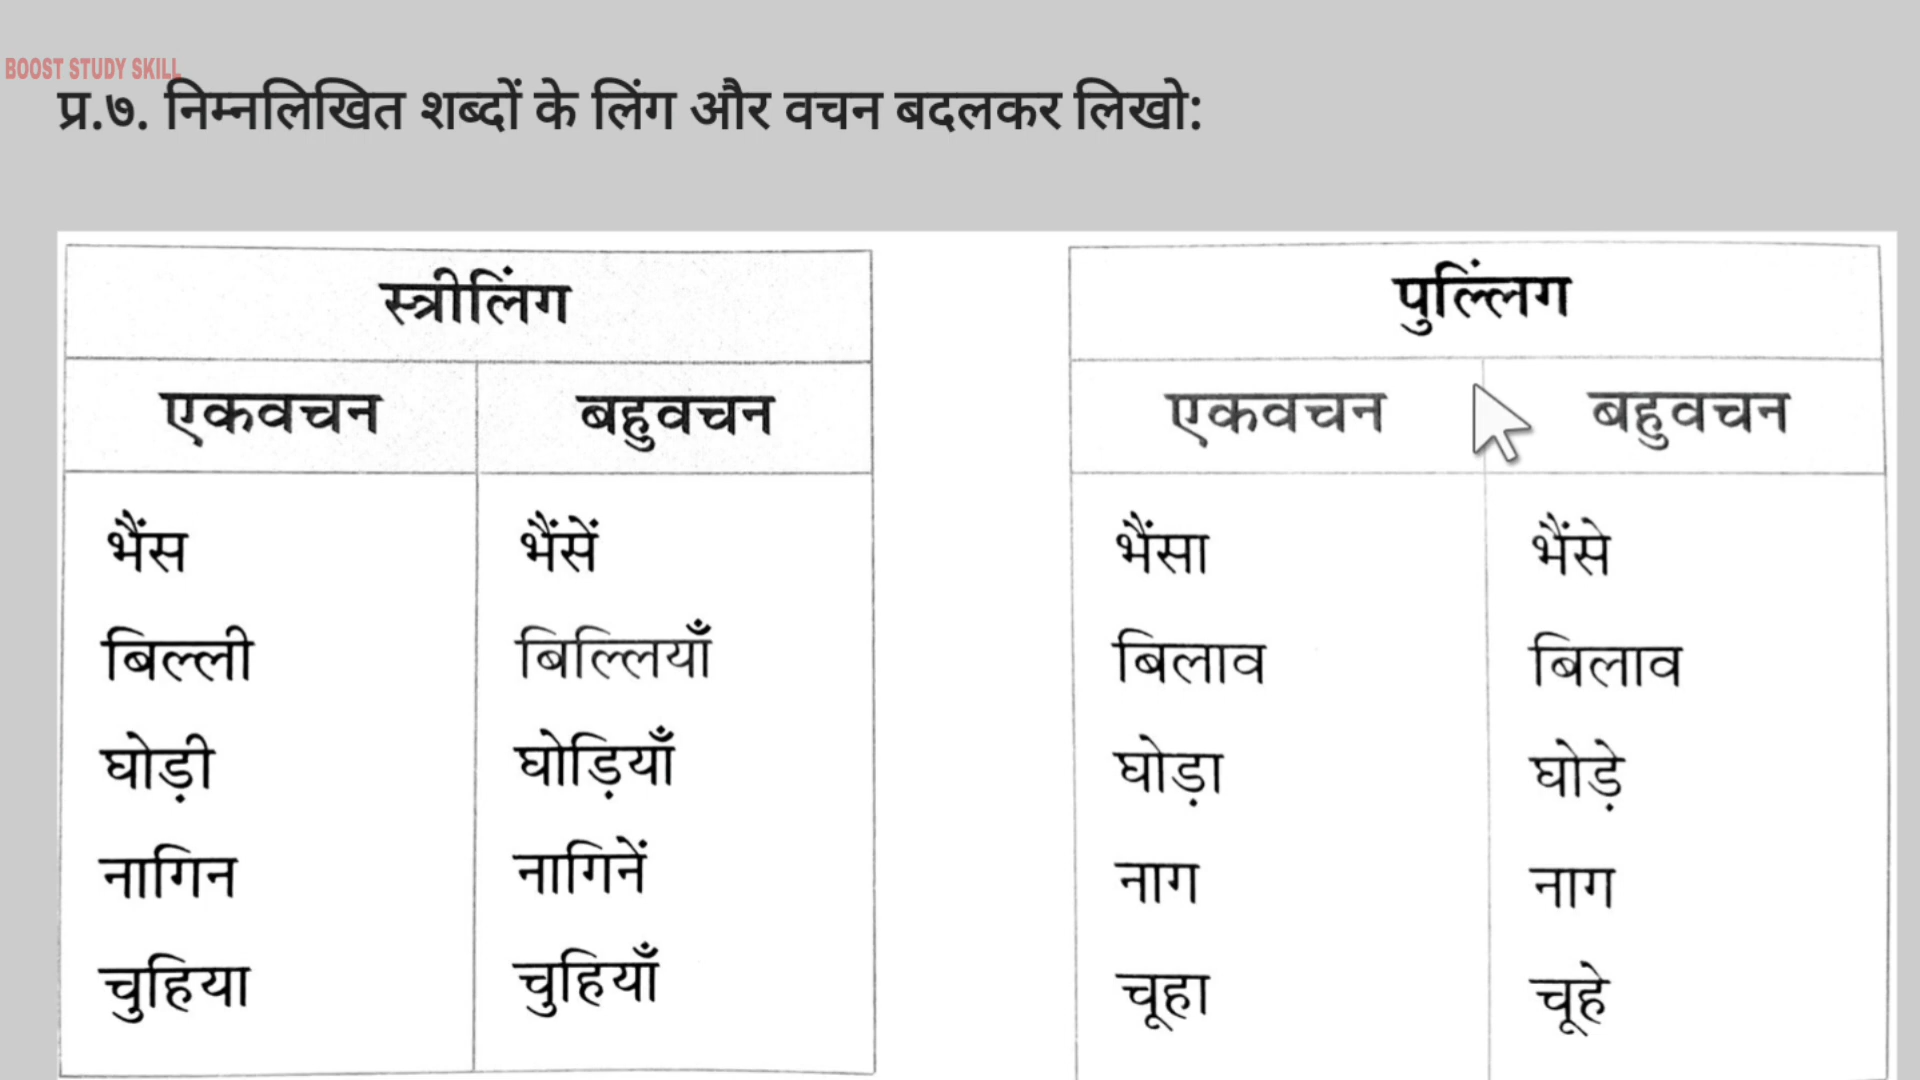 BOOST STUDY SKILL
प्र.७. निम्नलिखित शब्दों के लिंग और वचन बदलकर लिखो:
स्त्रीलिंग
एकवचन बहुवचन
भैंस भैंसें
बिल्ली बिल्लियाँ
घोड़ी घोड़ियाँ
नागिन नागिनें
चुहिया चुहियाँ
पुल्लिंग
एकवचन बहुवचन
भैंसा भैंसे
बिलाव बिलाव
घोड़ा घोड़े
नाग नाग
चूहा चूहे